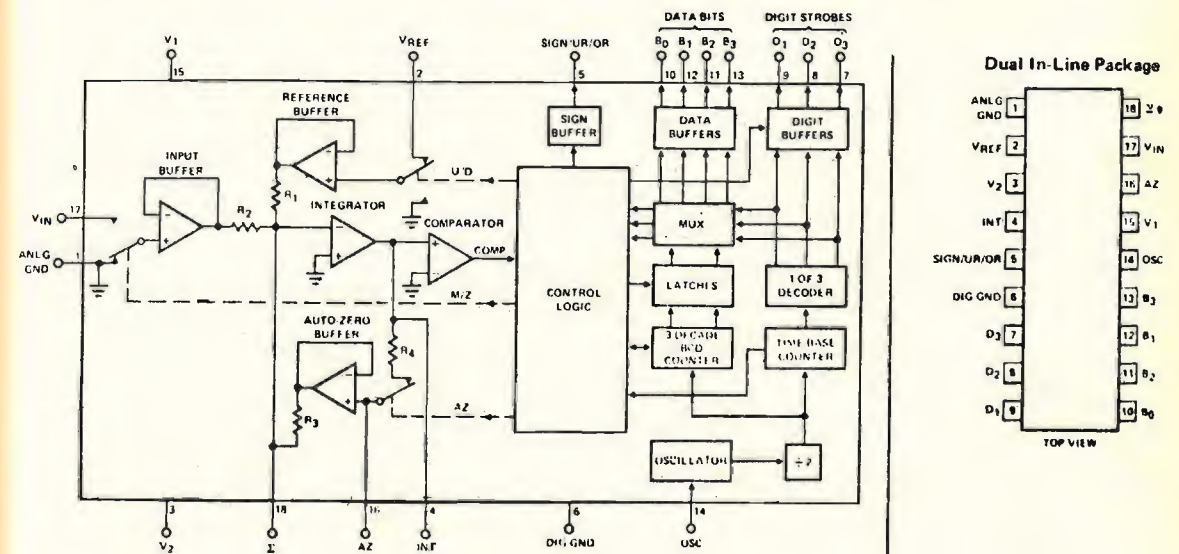 DATA BITS
DIGIT STROBES
V1
VREF
SIGN/UR/OR
B0 B1 B2 B3
D1 D2 D3
15
2
5
10 12 11 13
9 8 7
REFERENCE
BUFFER
SIGN
BUFFER
DATA
BUFFERS
DIGIT
BUFFERS
INPUT
BUFFER
R1
U/D
VIN
17
R2
INTEGRATOR
COMPARATOR
COMP
MUX
ANLG
GND
1
M/Z
CONTROL
LOGIC
LATCHES
1 OF 3
DECODER
AUTO-ZERO
BUFFER
R4
3 DECADE
BCD
COUNTER
TIME BASE
COUNTER
R3
AZ
OSCILLATOR
÷2
3
18
16
4
6
14
V2
Σ
AZ
INT
DIG GND
OSC
Dual In-Line Package
ANLG
GND 1
18 Σ
VREF 2
17 VIN
V2 3
16 AZ
INT 4
15 V1
SIGN/UR/OR 5
14 OSC
DIG GND 6
13 B3
D3 7
12 B1
D2 8
11 B2
D1 9
10 B0
TOP VIEW